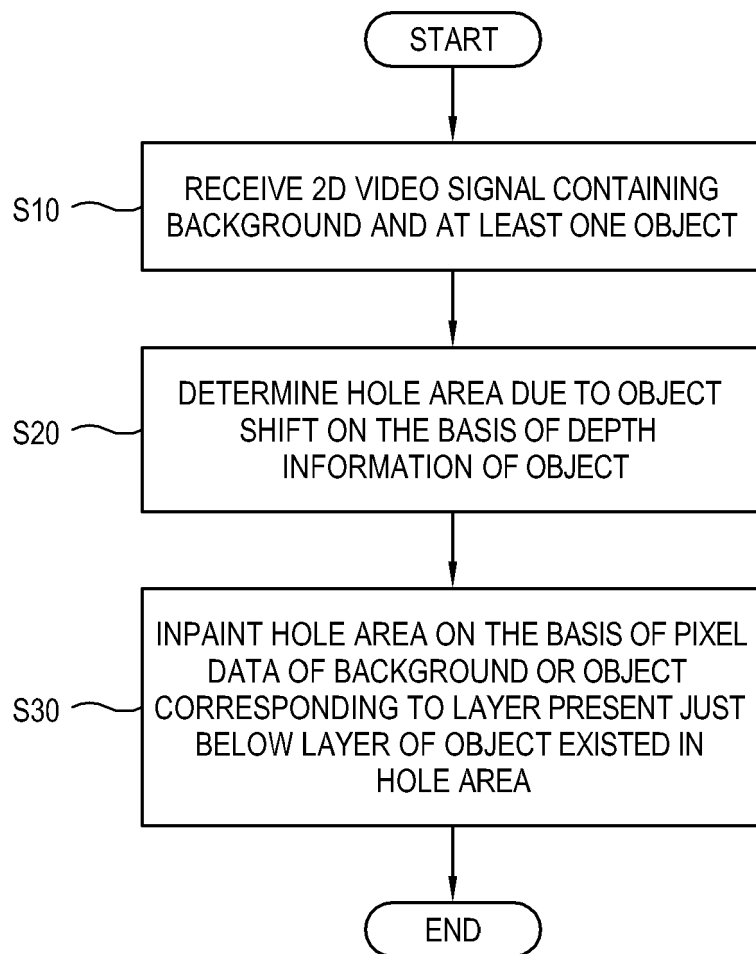 START
S10
RECEIVE 2D VIDEO SIGNAL CONTAINING
BACKGROUND AND AT LEAST ONE OBJECT
S20
DETERMINE HOLE AREA DUE TO OBJECT
SHIFT ON THE BASIS OF DEPTH
INFORMATION OF OBJECT
S30
INPAINT HOLE AREA ON THE BASIS OF PIXEL
DATA OF BACKGROUND OR OBJECT
CORRESPONDING TO LAYER PRESENT JUST
BELOW LAYER OF OBJECT EXISTED IN
HOLE AREA
END